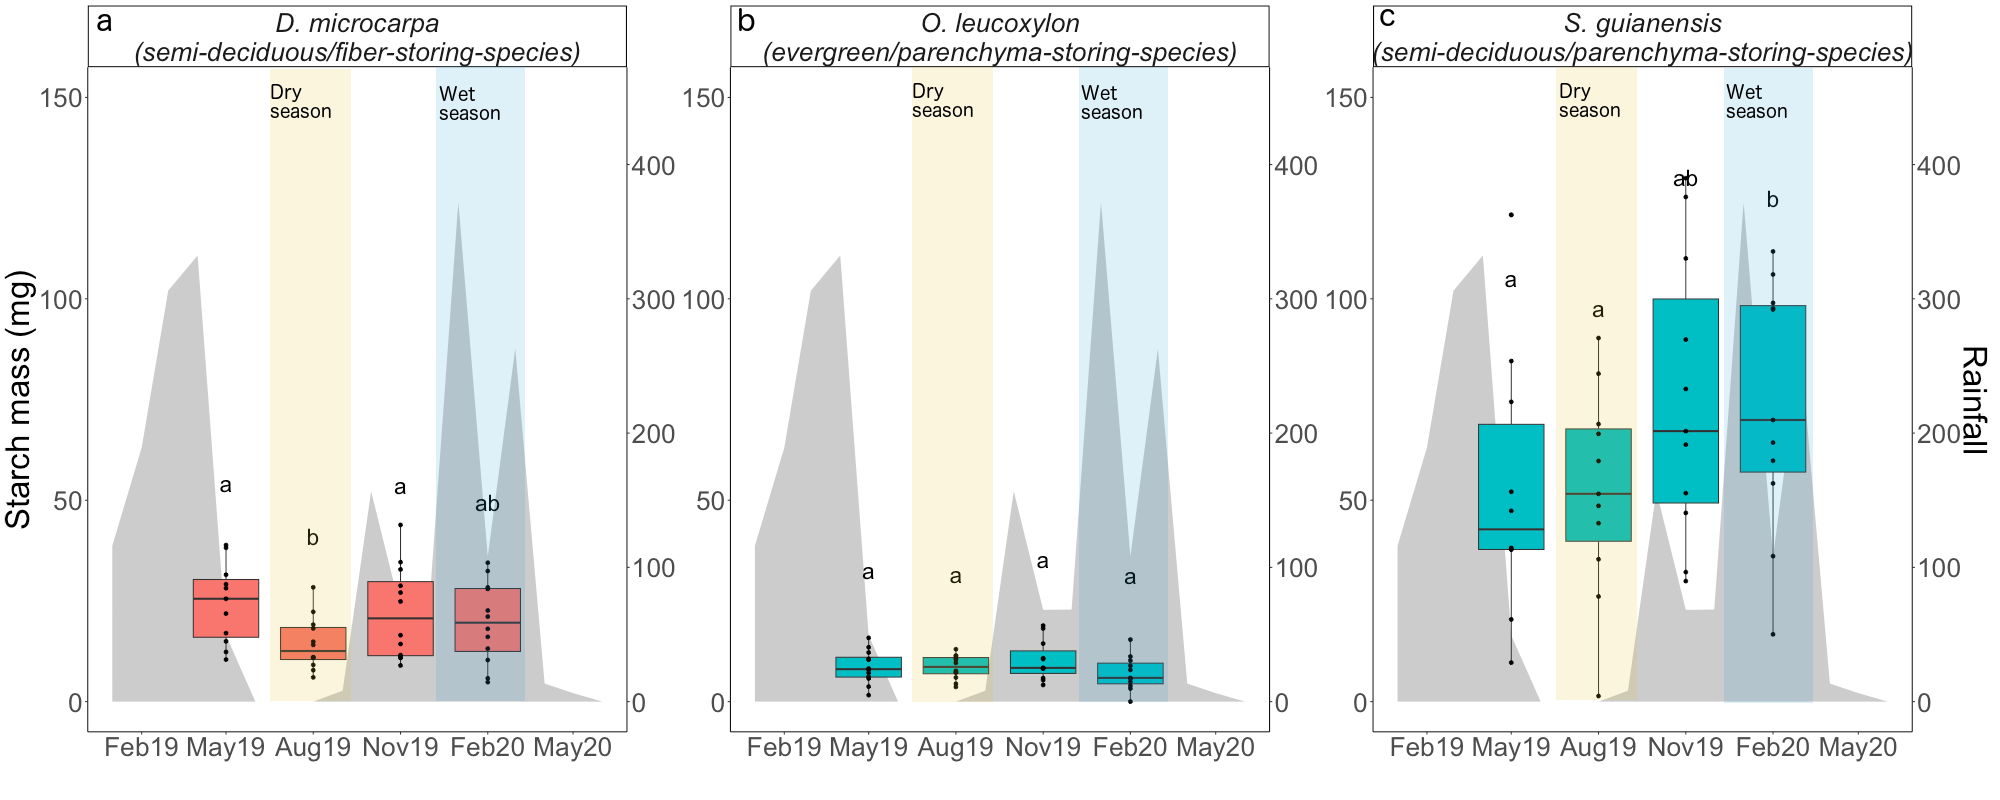 a
D. microcarpa
(semi-deciduous/fiber-storing-species)
b
O. leucoxylon
(evergreen/parenchyma-storing-species)
c
S. guianensis
(semi-deciduous/parenchyma-storing-species)
Starch mass (mg)
150
100
50
0
Dry
season
Wet
season
a
b
a
ab
400
300
200
100
0
Feb19 May19 Aug19 Nov19 Feb20 May20
150
100
50
0
Dry
season
Wet
season
a
a
a
a
400
300
200
100
0
Feb19 May19 Aug19 Nov19 Feb20 May20
150
100
50
0
Dry
season
Wet
season
a
a
ab
b
400
300
200
100
0
Feb19 May19 Aug19 Nov19 Feb20 May20
Rainfall